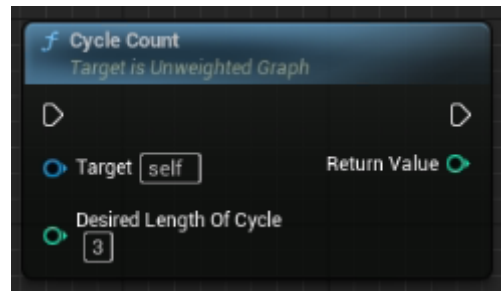 f Cycle Count
Target is Unweighted Graph
Target self Return Value
Desired Length Of Cycle
3